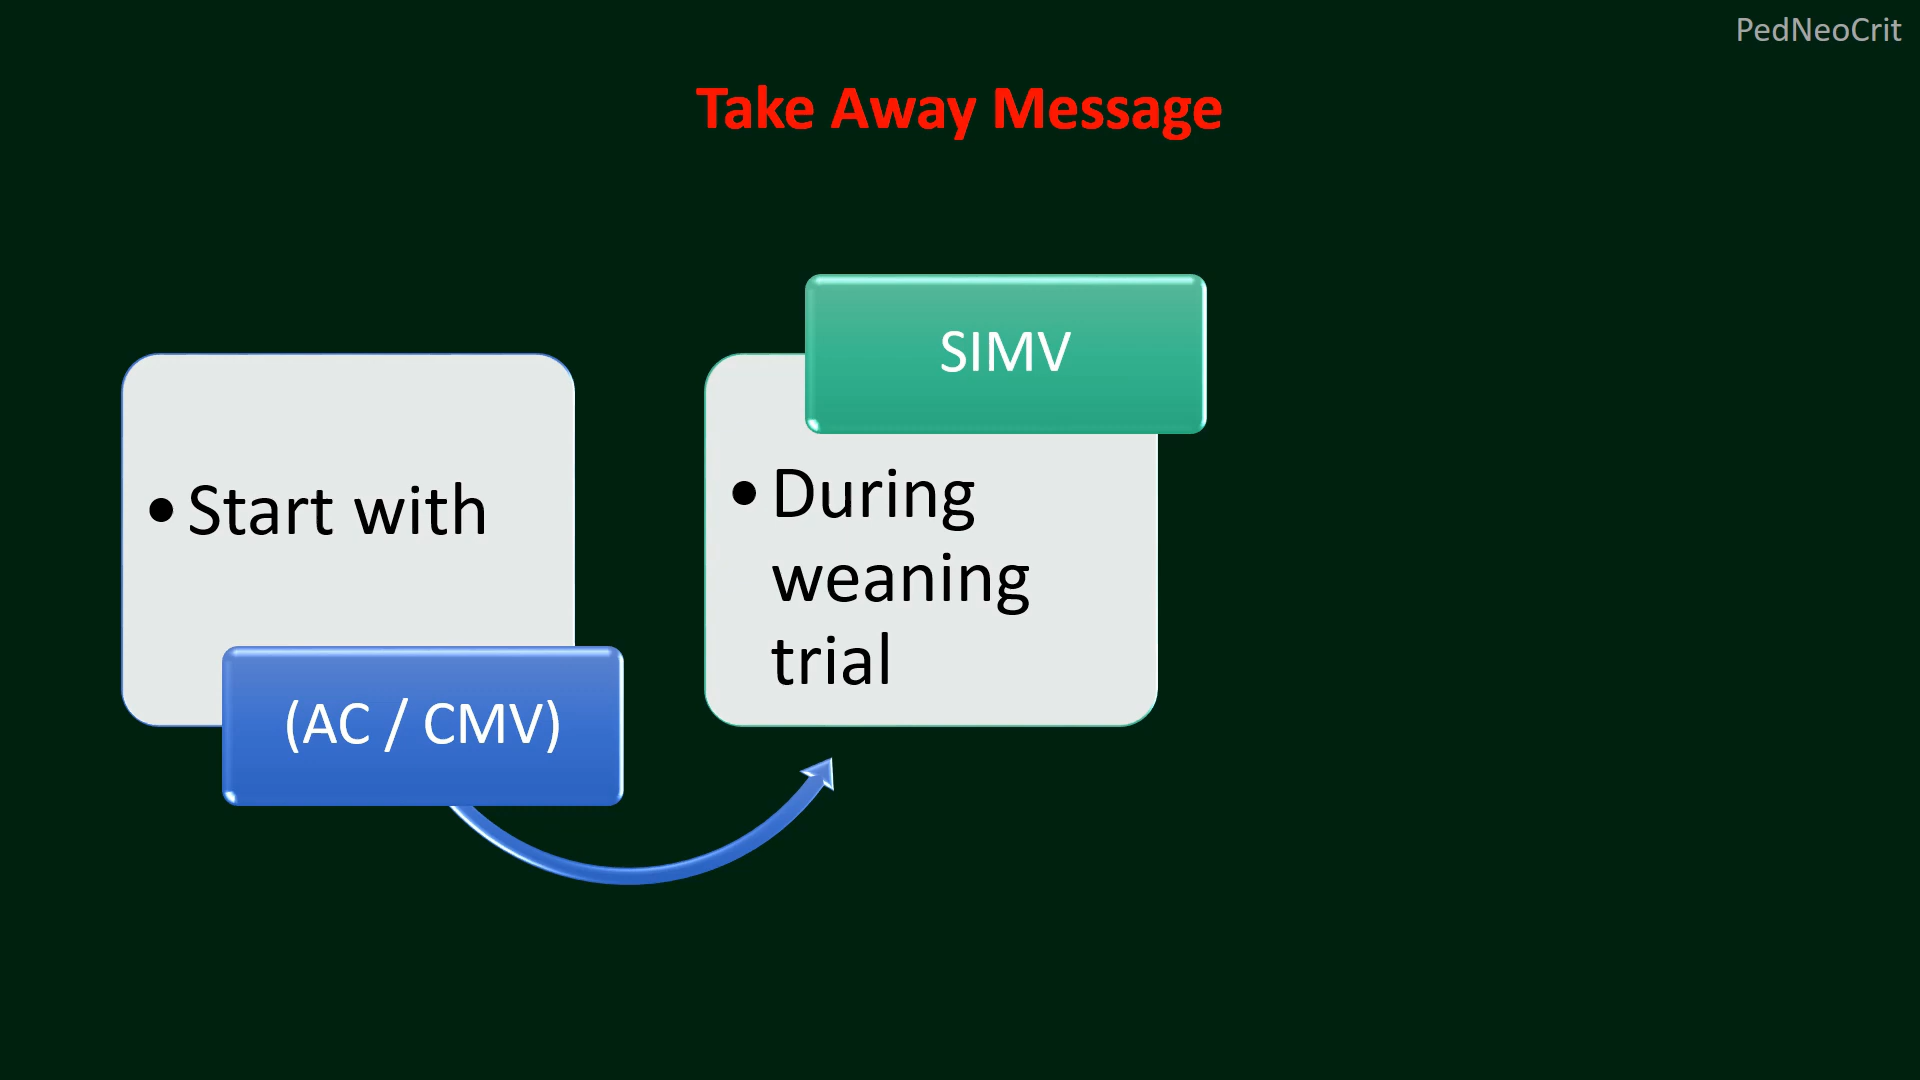 PedNeoCrit
Take Away Message
• Start with
(AC / CMV)
SIMV
• During
weaning
trial